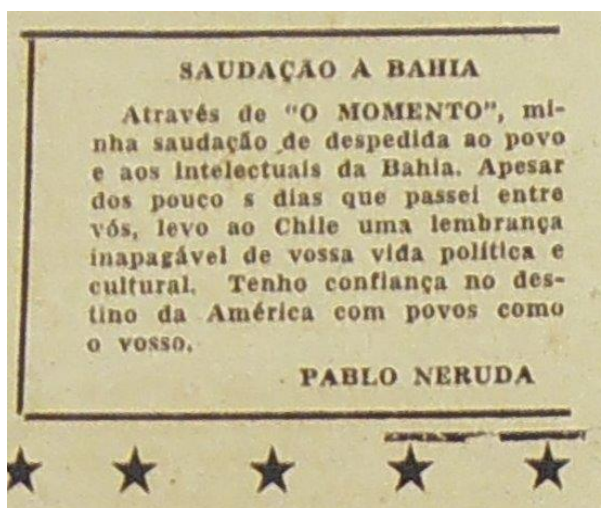 SAUDAÇÃO A BAHIA
Através de "O MOMENTO", mi-
nha saudação de despedida ao povo
e aos intelectuais da Bahia. Apesar
dos pouco s dias que passei entre
vós, levo ao Chile uma lembrança
inapagável de vossa vida política e
cultural. Tenho confiança no des-
tino da América com povos como
o vosso.
PABLO NERUDA